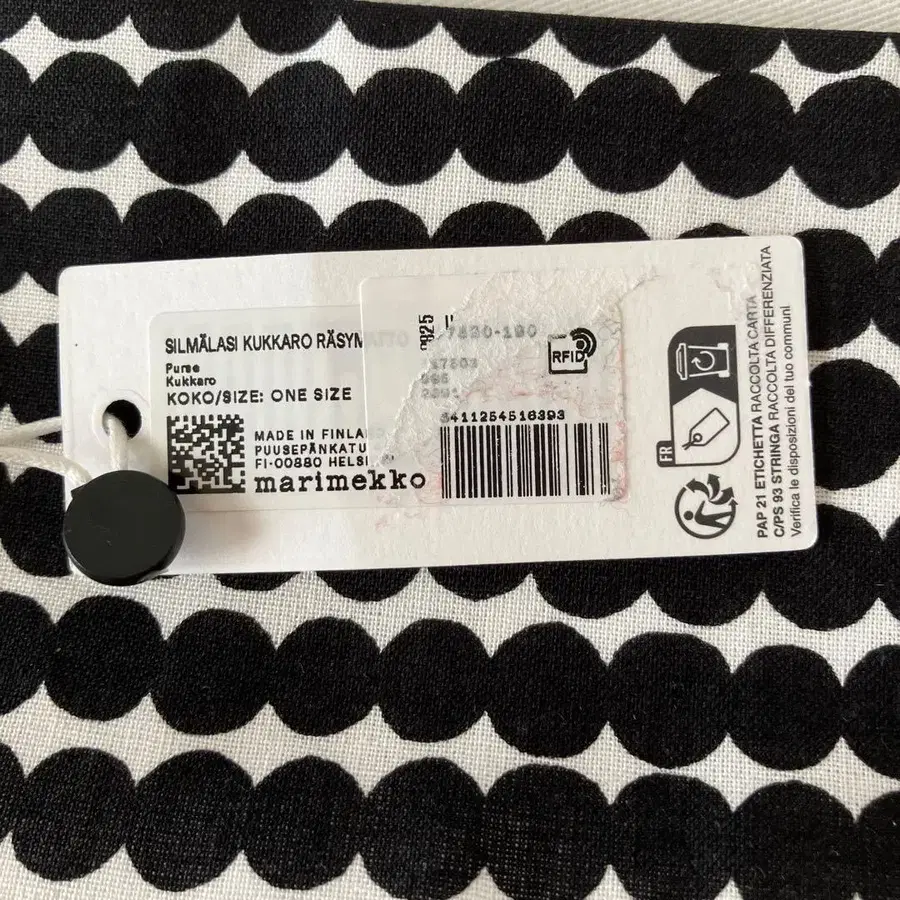 SILMÄLASI KUKKARO RÄSYM
Purse
Kukkaro
KOKO/SIZE: ONE SIZE
MADE IN FINLA
PUUSEPÄNKATU
FI-00880 HELSI
marimekko
RFID
6411254516393
FR
PAP 21 ETICHETTA RACCOLTA CARTA
C/PS 93 STRINGA RACCOLTA DIFFERENZIATA
Verifica le disposizioni del tuo comuni